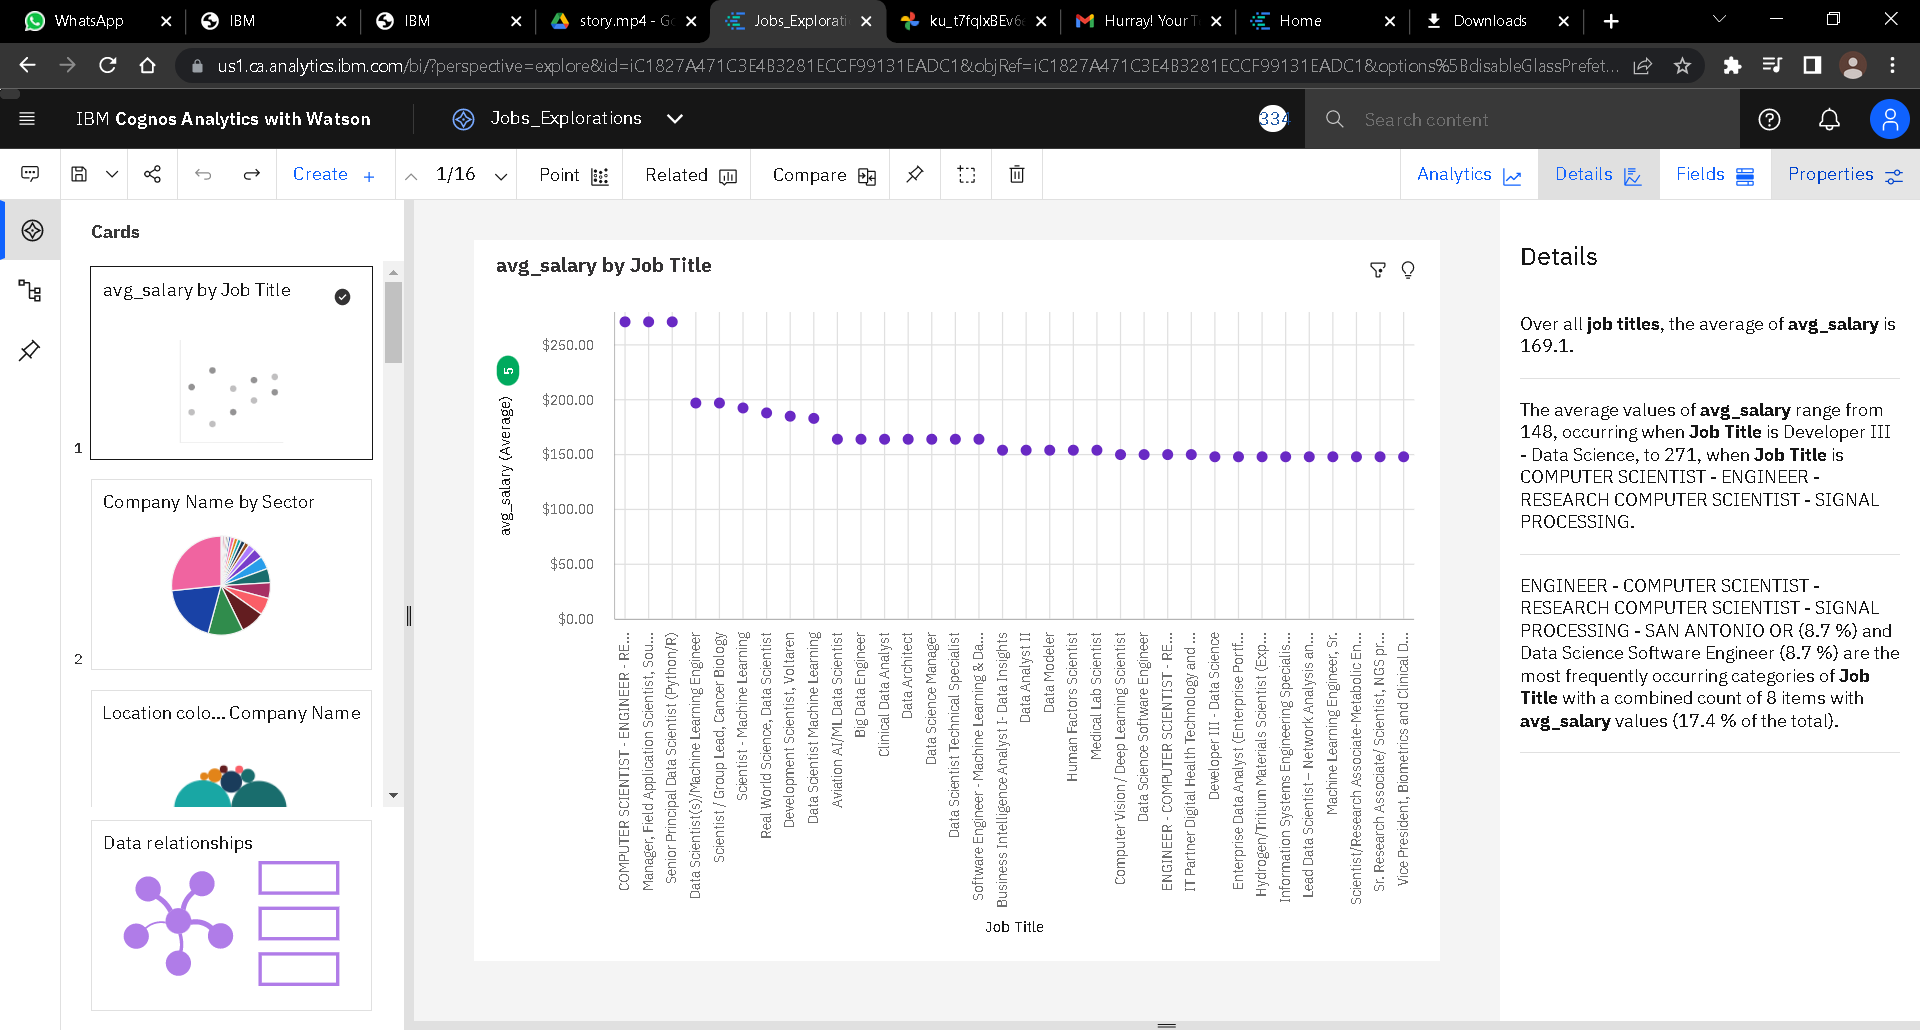 WhatsApp
IBM
IBM
story.mp4 - Go
Jobs_Explorati
ku_t7fqIxBEv6
Hurray! Your T
Home
Downloads
us1.ca.analytics.ibm.com/bi/?perspective=explore&id=iC1827A471C3E4B3281ECCF99131EADC1&objRef=iC1827A471C3E4B3281ECCF99131EADC1&options%5BdisableGlassPrefet...
IBM Cognos Analytics with Watson
Jobs_Explorations
334
Search content
Create +
1/16
Point
Related
Compare
Analytics
Details
Fields
Properties
Cards
avg_salary by Job Title
1
Company Name by Sector
2
Location colo... Company Name
Data relationships
avg_salary by Job Title
5
avg_salary (Average)
$250.00
$200.00
$150.00
$100.00
$50.00
$0.00
COMPUTER SCIENTIST - ENGINEER - RE...
Manager, Field Application Scientist, Sou...
Senior Principal Data Scientist (Python/R)
Data Scientist(s)/Machine Learning Engineer
Scientist / Group Lead, Cancer Biology
Scientist - Machine Learning
Real World Science, Data Scientist
Development Scientist, Voltaren
Data Scientist Machine Learning
Aviation AI/ML Data Scientist
Big Data Engineer
Clinical Data Analyst
Data Architect
Data Science Manager
Data Scientist Technical Specialist
Software Engineer - Machine Learning & Da...
Business Intelligence Analyst I- Data Insights
Data Analyst II
Data Modeler
Human Factors Scientist
Medical Lab Scientist
Computer Vision / Deep Learning Scientist
Data Science Software Engineer
ENGINEER - COMPUTER SCIENTIST - RE...
IT Partner Digital Health Technology and ...
Developer III - Data Science
Enterprise Data Analyst (Enterprise Portf...
Hydrogen/Tritium Materials Scientist (Exp...
Information Systems Engineering Specialis...
Lead Data Scientist – Network Analysis an...
Machine Learning Engineer, Sr.
Scientist/Research Associate-Metabolic En...
Sr. Research Associate/ Scientist, NGS pr...
Vice President, Biometrics and Clinical D...
Job Title
Details
Over all job titles, the average of avg_salary is
169.1.
The average values of avg_salary range from
148, occurring when Job Title is Developer III
- Data Science, to 271, when Job Title is
COMPUTER SCIENTIST - ENGINEER -
RESEARCH COMPUTER SCIENTIST - SIGNAL
PROCESSING.
ENGINEER - COMPUTER SCIENTIST -
RESEARCH COMPUTER SCIENTIST - SIGNAL
PROCESSING - SAN ANTONIO OR (8.7 %) and
Data Science Software Engineer (8.7 %) are the
most frequently occurring categories of Job
Title with a combined count of 8 items with
avg_salary values (17.4 % of the total).